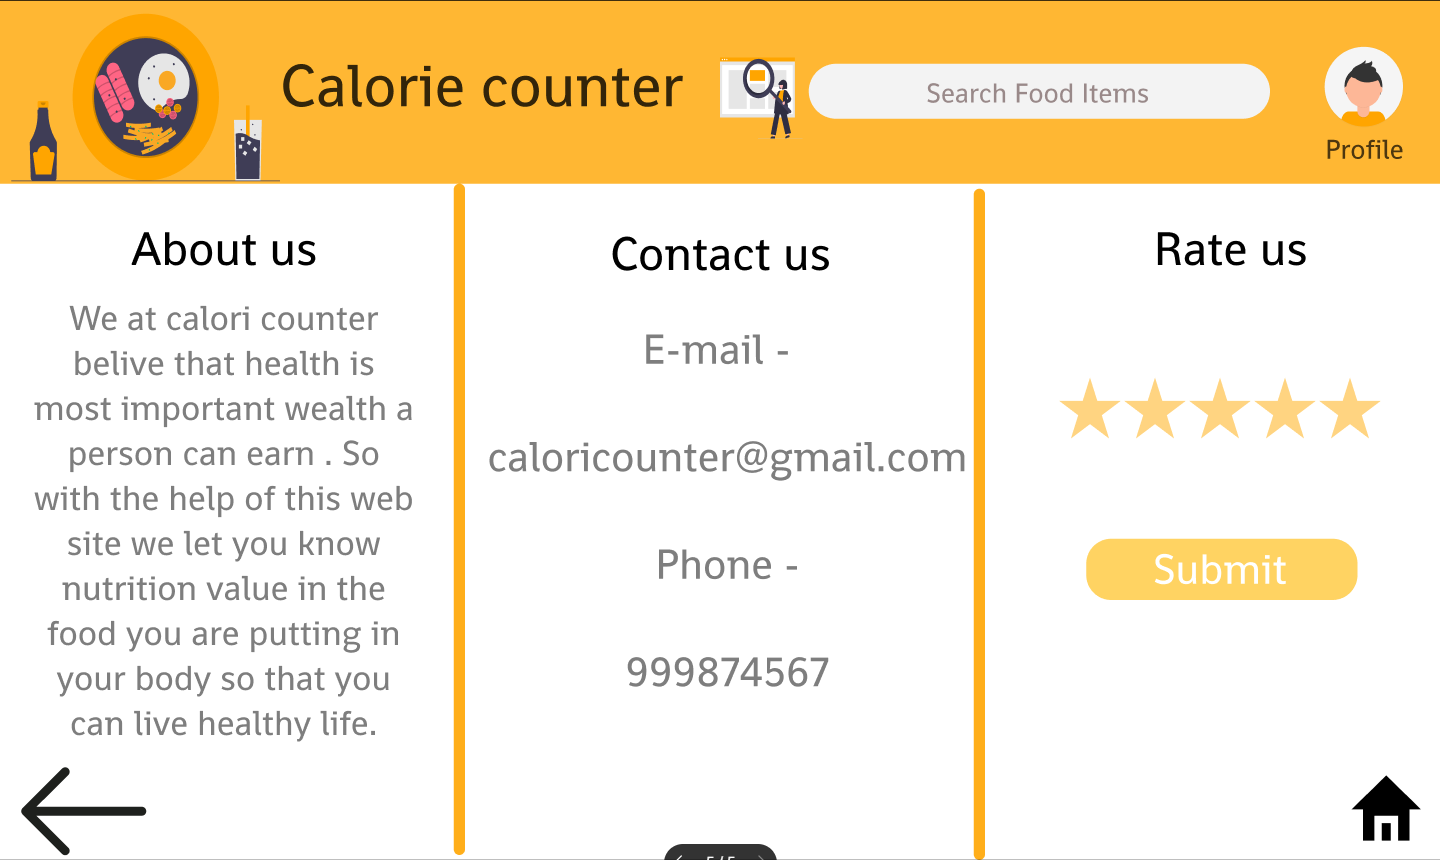 Calorie counter
Search Food Items
Profile
About us
We at calori counter
belive that health is
most important wealth a
person can earn . So
with the help of this web
site we let you know
nutrition value in the
food you are putting in
your body so that you
can live healthy life.
Contact us
E-mail -
caloricounter@gmail.com
Phone -
999874567
Rate us
Submit